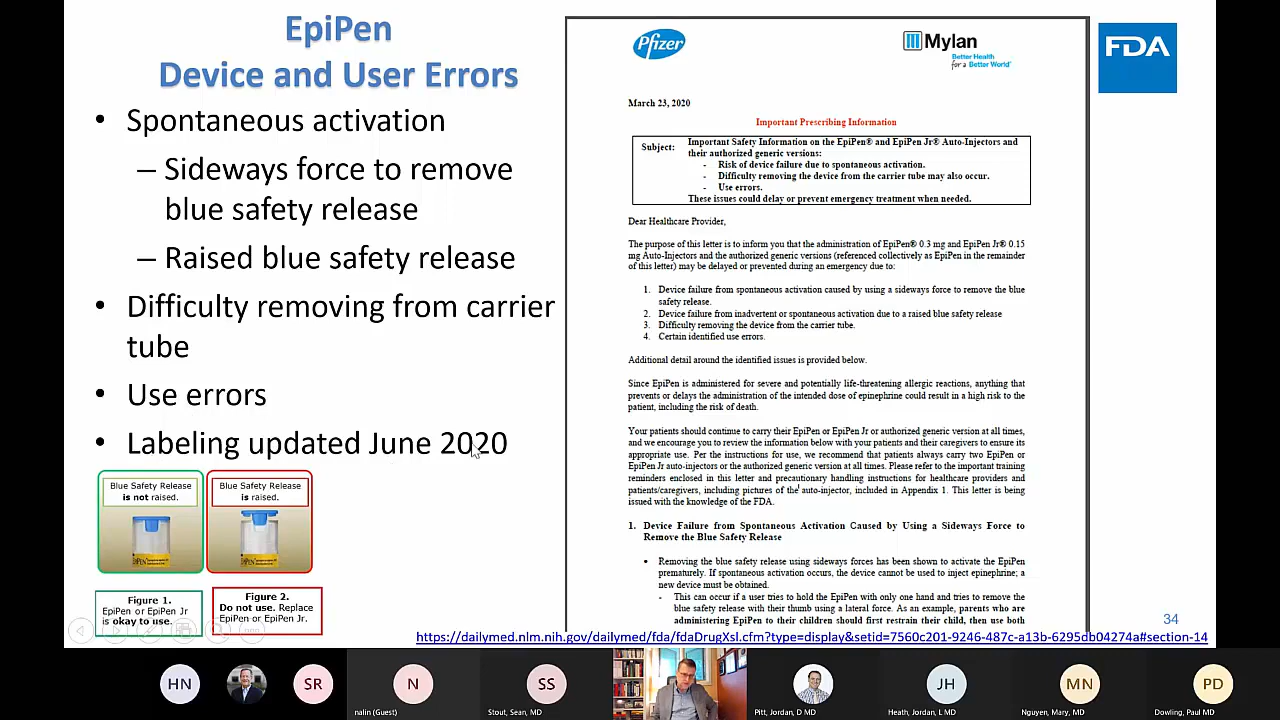 EpiPen
Device and User Errors
• Spontaneous activation
– Sideways force to remove
blue safety release
– Raised blue safety release
• Difficulty removing from carrier
tube
• Use errors
• Labeling updated June 2020
Blue Safety Release
is not raised.
Blue Safety Release
is raised.
Figure 1.
EpiPen or EpiPen Jr
is okay to use.
Figure 2.
Do not use. Replace
EpiPen or EpiPen Jr.
Pfizer
Mylan
Better Health
for a Better World
FDA
March 23, 2020
Important Prescribing Information
Subject: Important Safety Information on the EpiPen® and EpiPen Jr® Auto-Injectors and
their authorized generic versions:
- Risk of device failure due to spontaneous activation.
- Difficulty removing the device from the carrier tube may also occur.
- Use errors.
These issues could delay or prevent emergency treatment when needed.
Dear Healthcare Provider,
The purpose of this letter is to inform you that the administration of EpiPen® 0.3 mg and EpiPen Jr® 0.15
mg Auto-Injectors and the authorized generic versions (referenced collectively as EpiPen in the remainder
of this letter) may be delayed or prevented during an emergency due to:
1. Device failure from spontaneous activation caused by using a sideways force to remove the blue
safety release.
2. Device failure from inadvertent or spontaneous activation due to a raised blue safety release
3. Difficulty removing the device from the carrier tube.
4. Certain identified use errors.
Additional detail around the identified issues is provided below.
Since EpiPen is administered for severe and potentially life-threatening allergic reactions, anything that
prevents or delays the administration of the intended dose of epinephrine could result in a high risk to the
patient, including the risk of death.
Your patients should continue to carry their EpiPen or EpiPen Jr or authorized generic version at all times,
and we encourage you to review the information below with your patients and their caregivers to ensure its
appropriate use. Per the instructions for use, we recommend that patients always carry two EpiPen or
EpiPen Jr auto-injectors or the authorized generic version at all times. Please refer to the important training
reminders enclosed in this letter and precautionary handling instructions for healthcare providers and
patients/caregivers, including pictures of the auto-injector, included in Appendix 1. This letter is being
issued with the knowledge of the FDA.
1. Device Failure from Spontaneous Activation Caused by Using a Sideways Force to
Remove the Blue Safety Release
• Removing the blue safety release using sideways forces has been shown to activate the EpiPen
prematurely. If spontaneous activation occurs, the device cannot be used to inject epinephrine; a
new device must be obtained.
- This can occur if a user tries to hold the EpiPen with only one hand and tries to remove the
blue safety release with their thumb using a lateral force. As an example, parents who are
administering EpiPen to their children should first restrain their child, then use both
34
https://dailymed.nlm.nih.gov/dailymed/fda/fdaDrugXsl.cfm?type=display&setid=7560c201-9246-487c-a13b-6295db04274a#section-14
HN
SR
N
nalin (Guest)
SS
Stout, Sean, MD
Pitt, Jordan, D MD
JH
Heath, Jordan, L MD
MN
Nguyen, Mary, MD
PD
Dowling, Paul MD